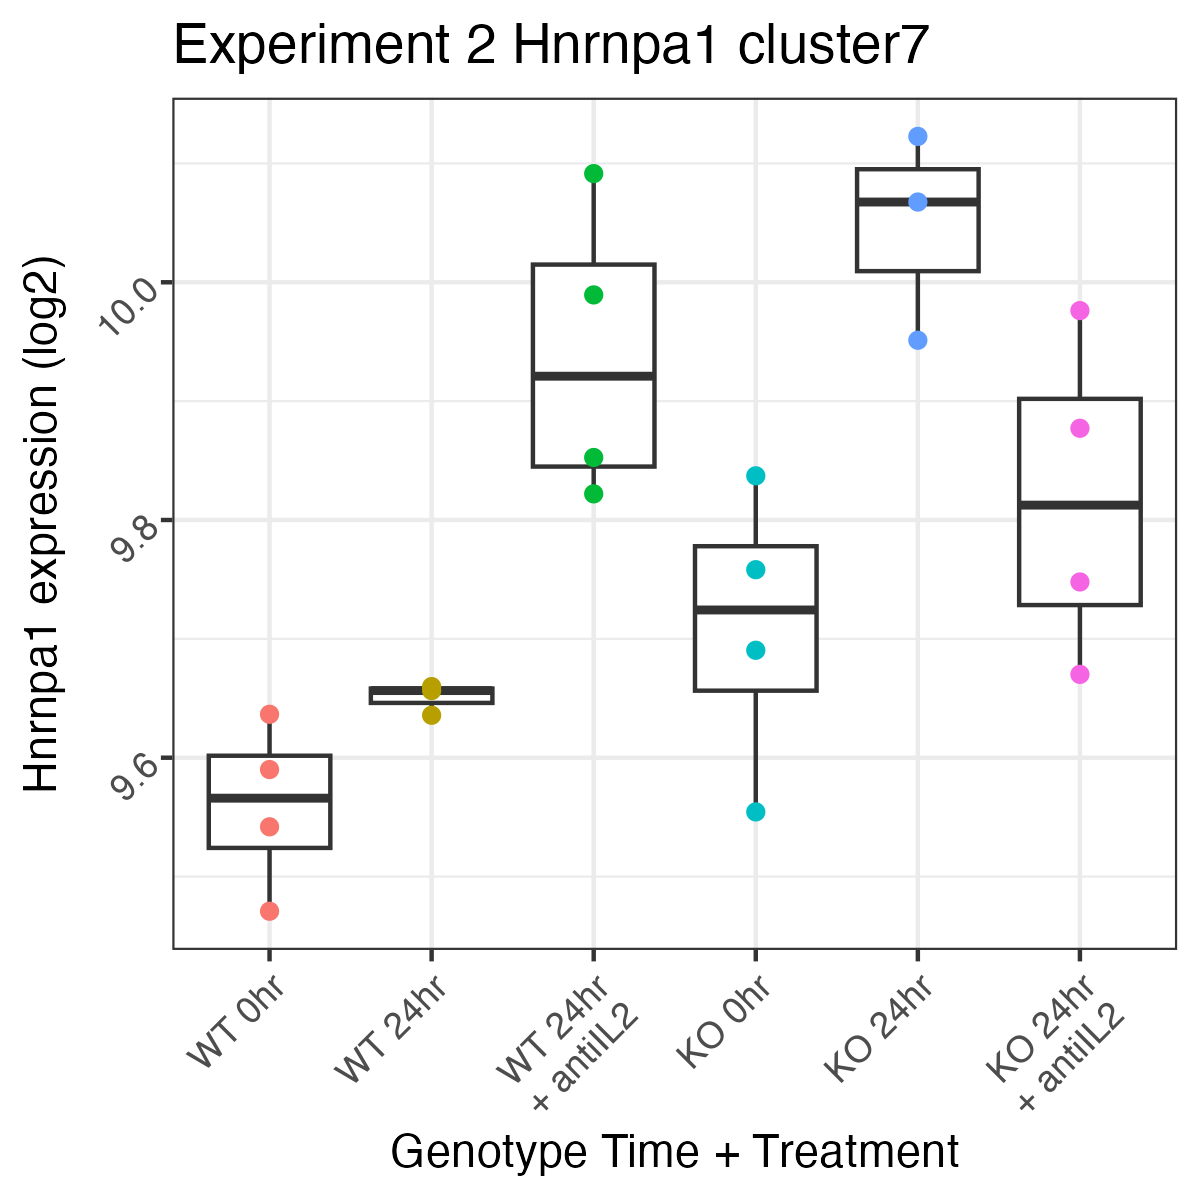 Experiment 2 Hnrnpa1 cluster7
Hnrnpa1 expression (log2)
10.0
9.8
9.6
WT 0hr
WT 24hr
WT 24hr
+ antiIL2
KO 0hr
KO 24hr
KO 24hr
+ antiIL2
Genotype Time + Treatment